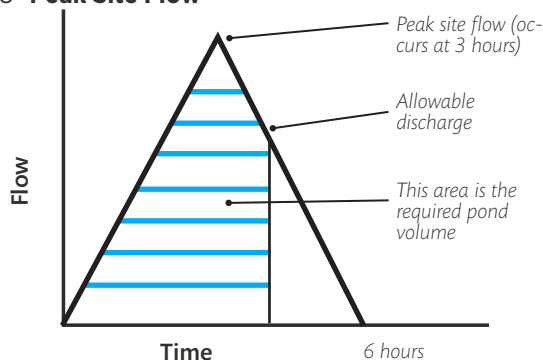 Peak Site Flow
Peak site flow (oc-
curs at 3 hours)
Allowable
discharge
This area is the
required pond
volume
Flow
Time
6 hours